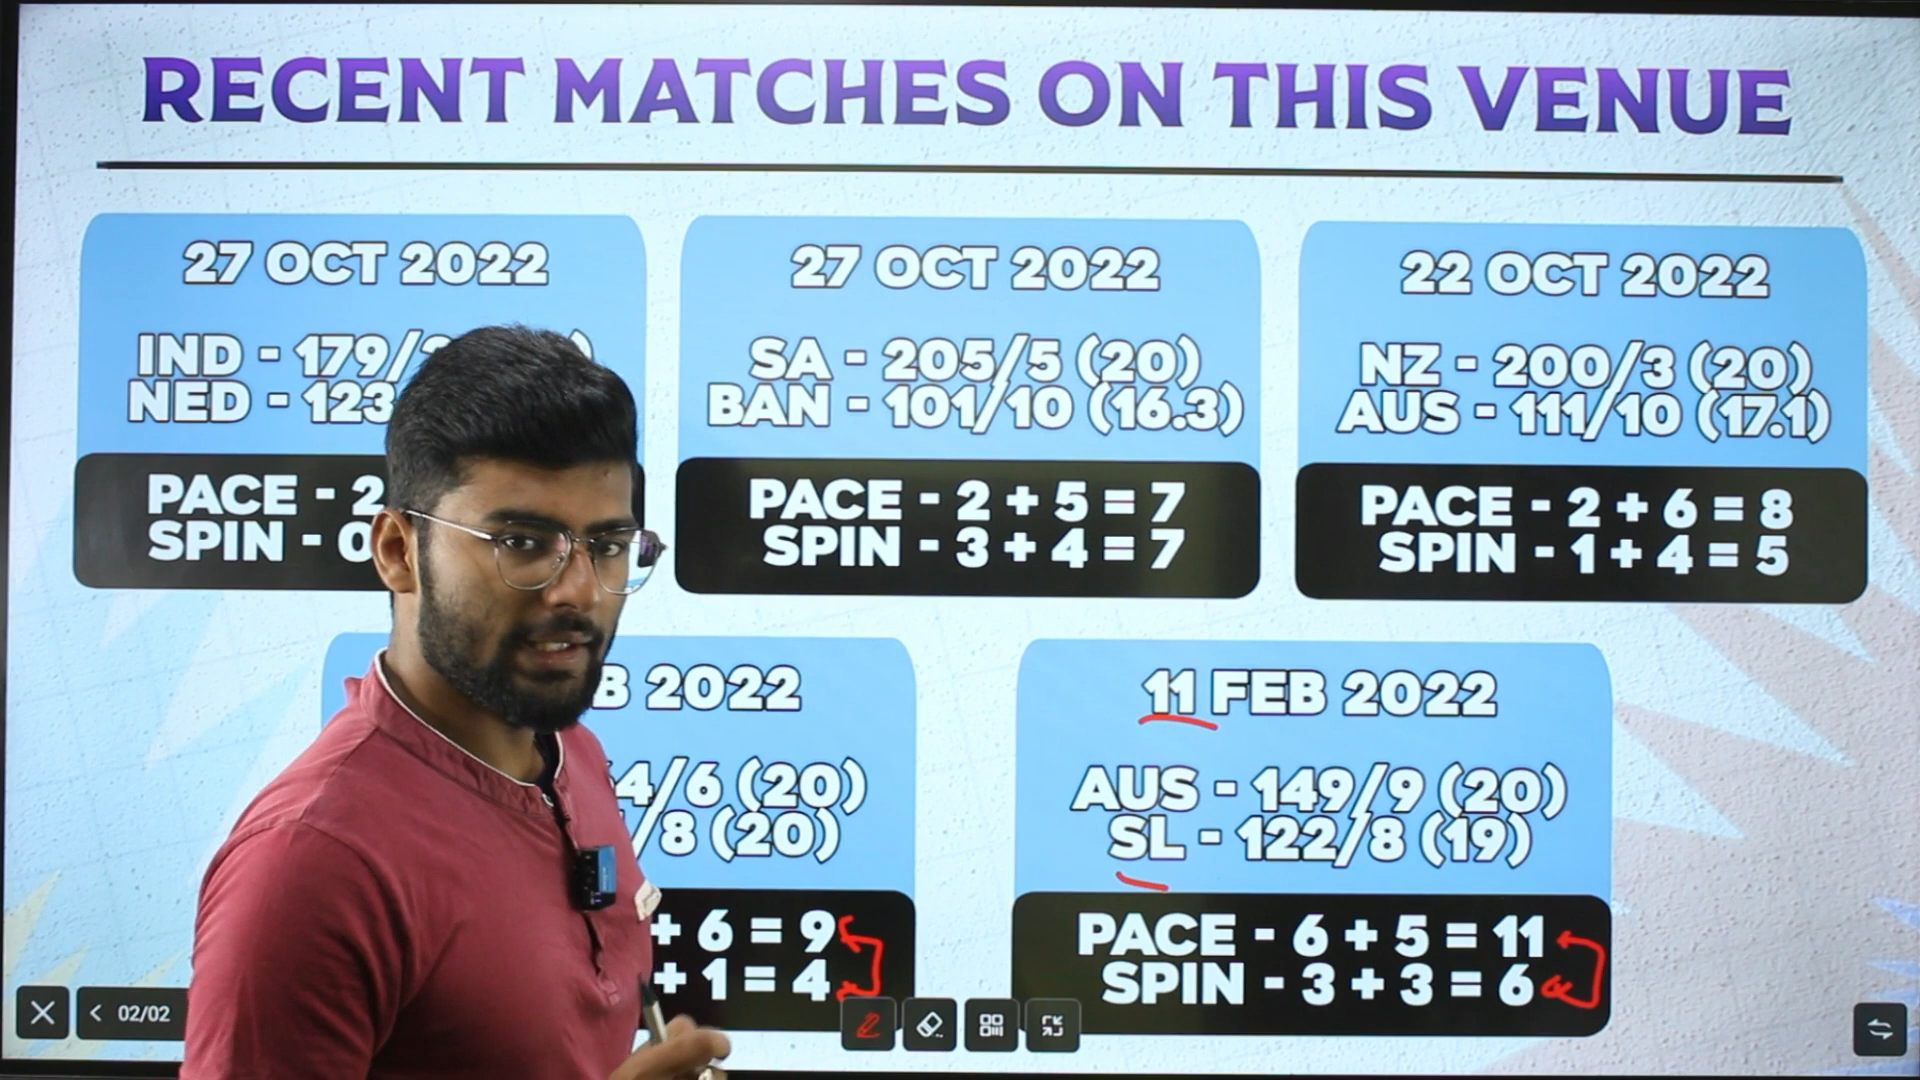 RECENT MATCHES ON THIS VENUE
27 OCT 2022
IND - 179/
NED - 123
PACE - 2
SPIN - 0
27 OCT 2022
SA - 205/5 (20)
BAN - 101/10 (16.3)
PACE - 2 + 5 = 7
SPIN - 3 + 4 = 7
22 OCT 2022
NZ - 200/3 (20)
AUS - 111/10 (17.1)
PACE - 2 + 6 = 8
SPIN - 1 + 4 = 5
B 2022
4/6 (20)
/8 (20)
+ 6 = 9
+ 1 = 4
11 FEB 2022
AUS - 149/9 (20)
SL - 122/8 (19)
PACE - 6 + 5 = 11
SPIN - 3 + 3 = 6
02/02